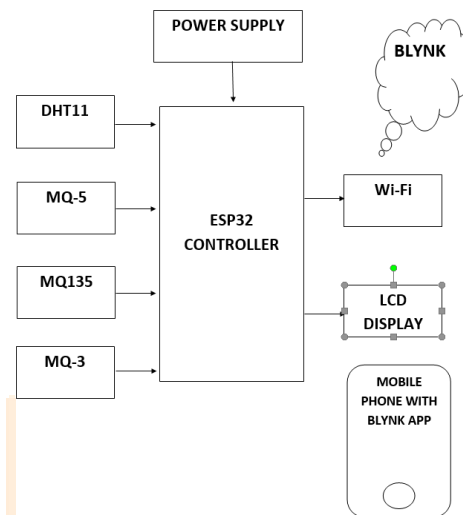 POWER SUPPLY
BLYNK
DHT11
MQ-5
Wi-Fi
ESP32
CONTROLLER
MQ135
LCD
DISPLAY
MQ-3
MOBILE
PHONE WITH
BLYNK APP